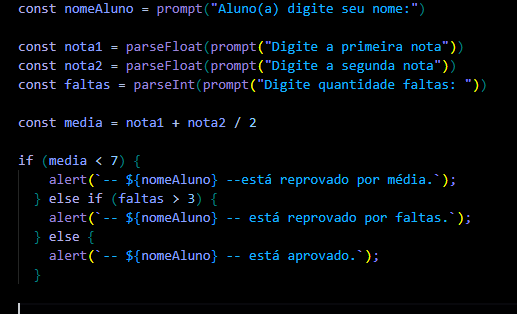 const nomeAluno = prompt("Aluno(a) digite seu nome:")
const nota1 = parseFloat(prompt("Digite a primeira nota"))
const nota2 = parseFloat(prompt("Digite a segunda nota"))
const faltas = parseInt(prompt("Digite quantidade faltas: "))
const media = nota1 + nota2 / 2
if (media < 7) {
alert(`-- ${nomeAluno} --está reprovado por média.`);
} else if (faltas > 3) {
alert(`-- ${nomeAluno} -- está reprovado por faltas.`);
} else {
alert(`-- ${nomeAluno} -- está aprovado.`);
}